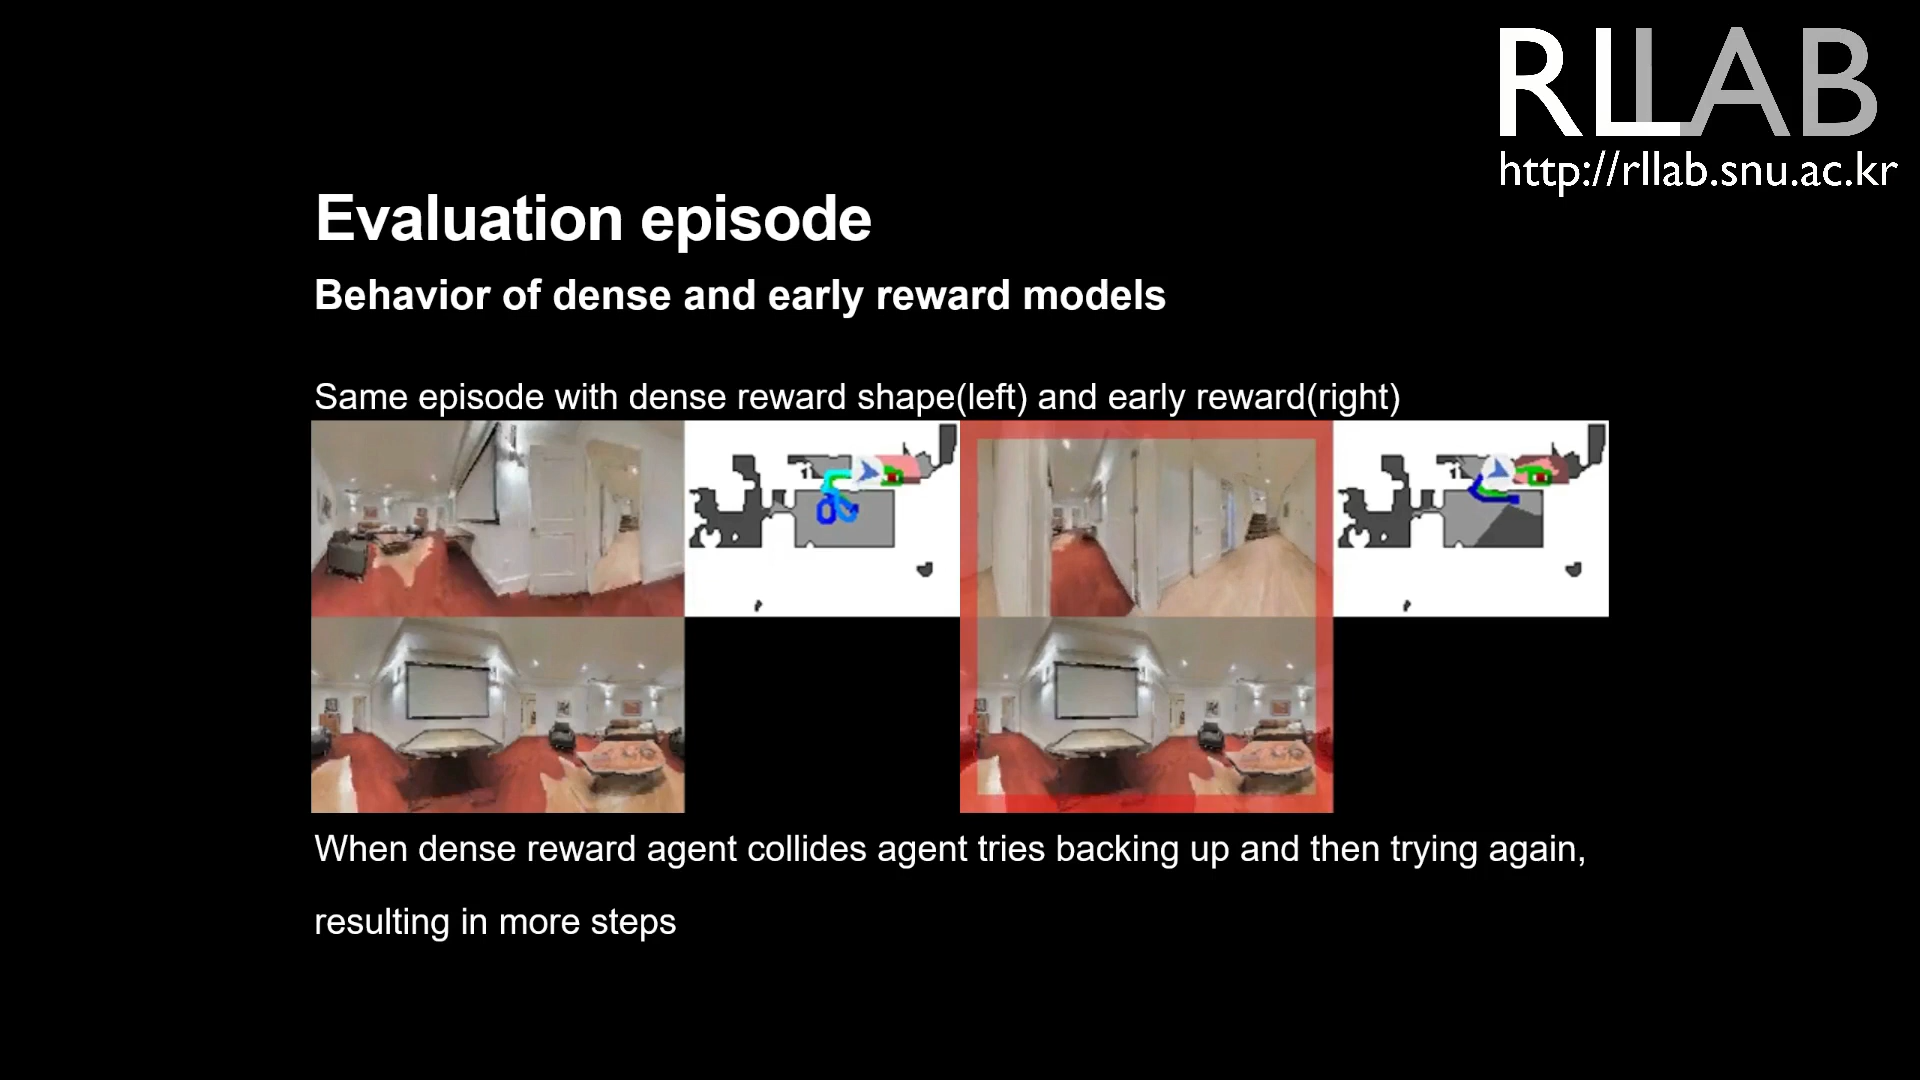 RLLAB
http://rllab.snu.ac.kr
Evaluation episode
Behavior of dense and early reward models
Same episode with dense reward shape(left) and early reward(right)
When dense reward agent collides agent tries backing up and then trying again,
resulting in more steps